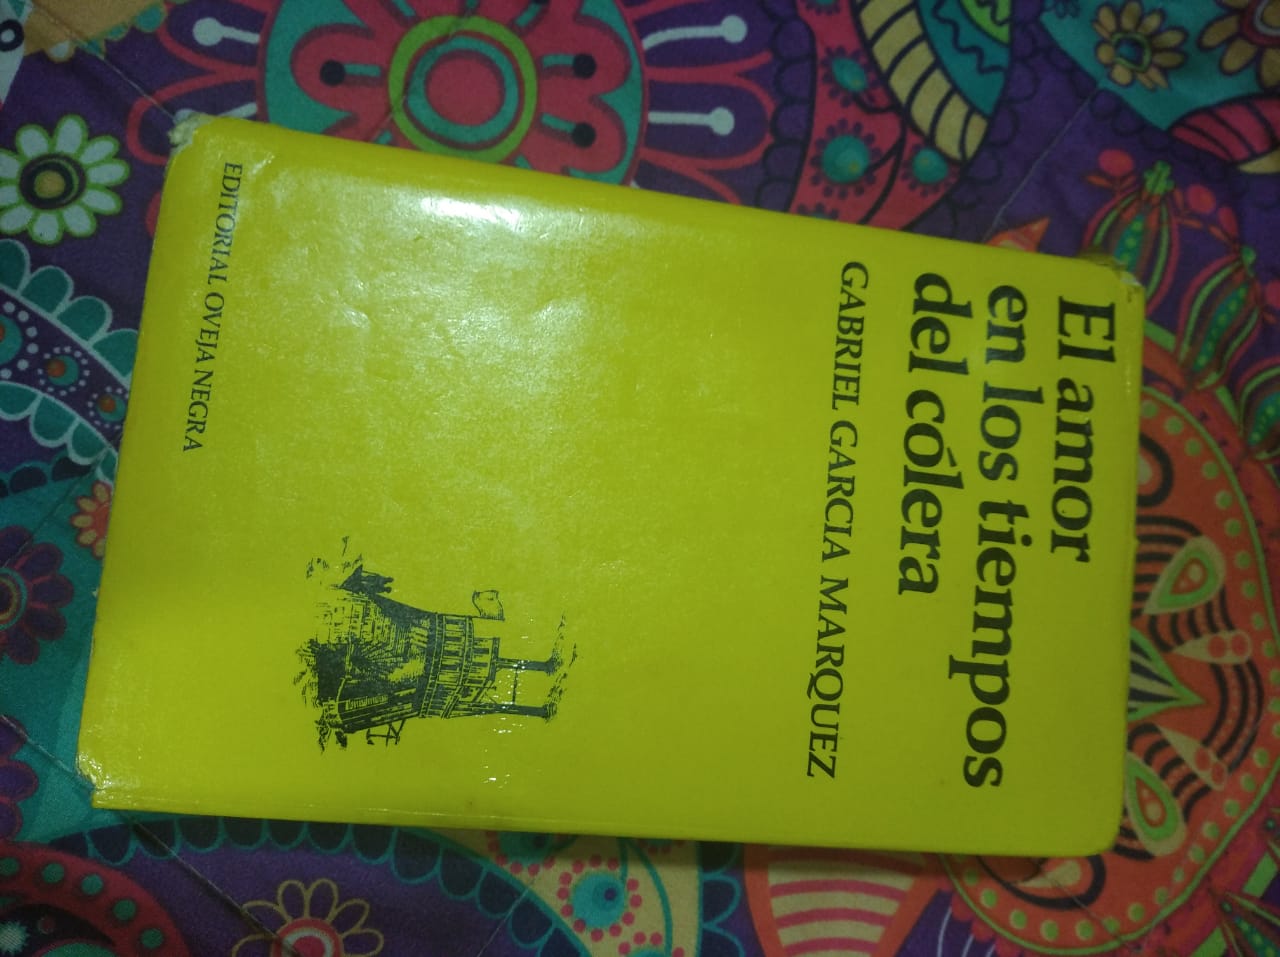 El amor
en los tiempos
del cólera
GABRIEL GARCIA MARQUEZ
EDITORIAL OVEJA NEGRA